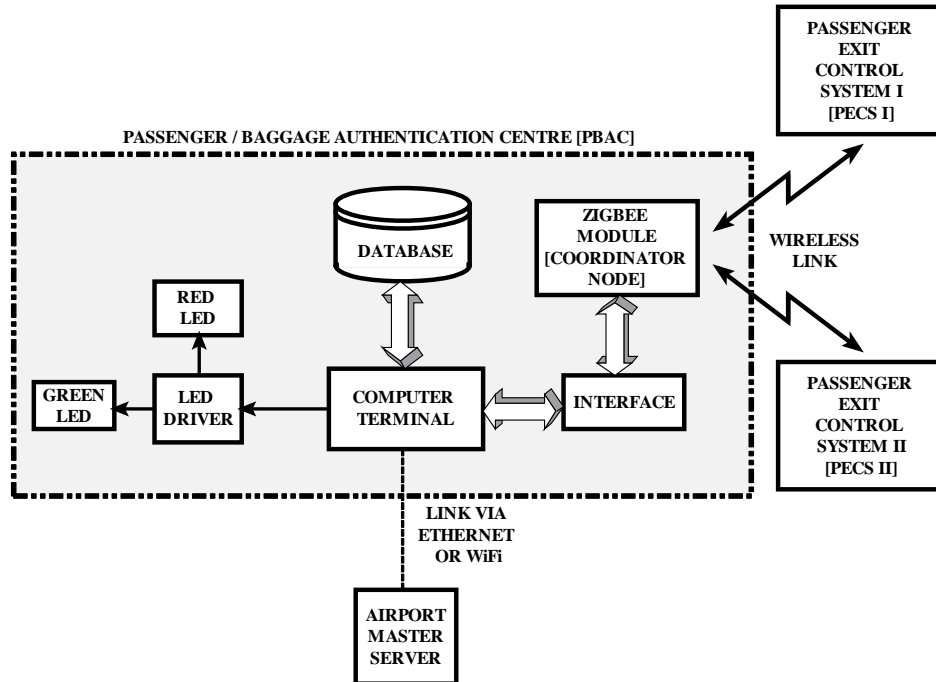 PASSENGER
EXIT
CONTROL
SYSTEM I
[PECS I]
PASSENGER / BAGGAGE AUTHENTICATION CENTRE [PBAC]
DATABASE
ZIGBEE
MODULE
[COORDINATOR
NODE]
WIRELESS
LINK
RED
LED
GREEN
LED
LED
DRIVER
COMPUTER
TERMINAL
INTERFACE
PASSENGER
EXIT
CONTROL
SYSTEM II
[PECS II]
LINK VIA
ETHERNET
OR WiFi
AIRPORT
MASTER
SERVER